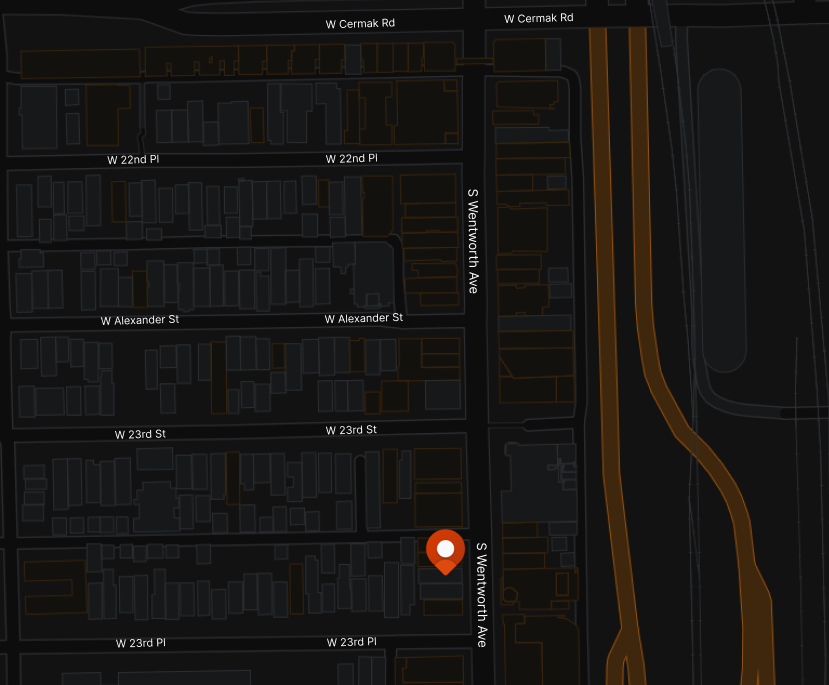 W Cermak Rd
W Cermak Rd
W 22nd Pl
W 22nd Pl
S Wentworth Ave
W Alexander St
W Alexander St
W 23rd St
W 23rd St
S Wentworth Ave
W 23rd Pl
W 23rd Pl